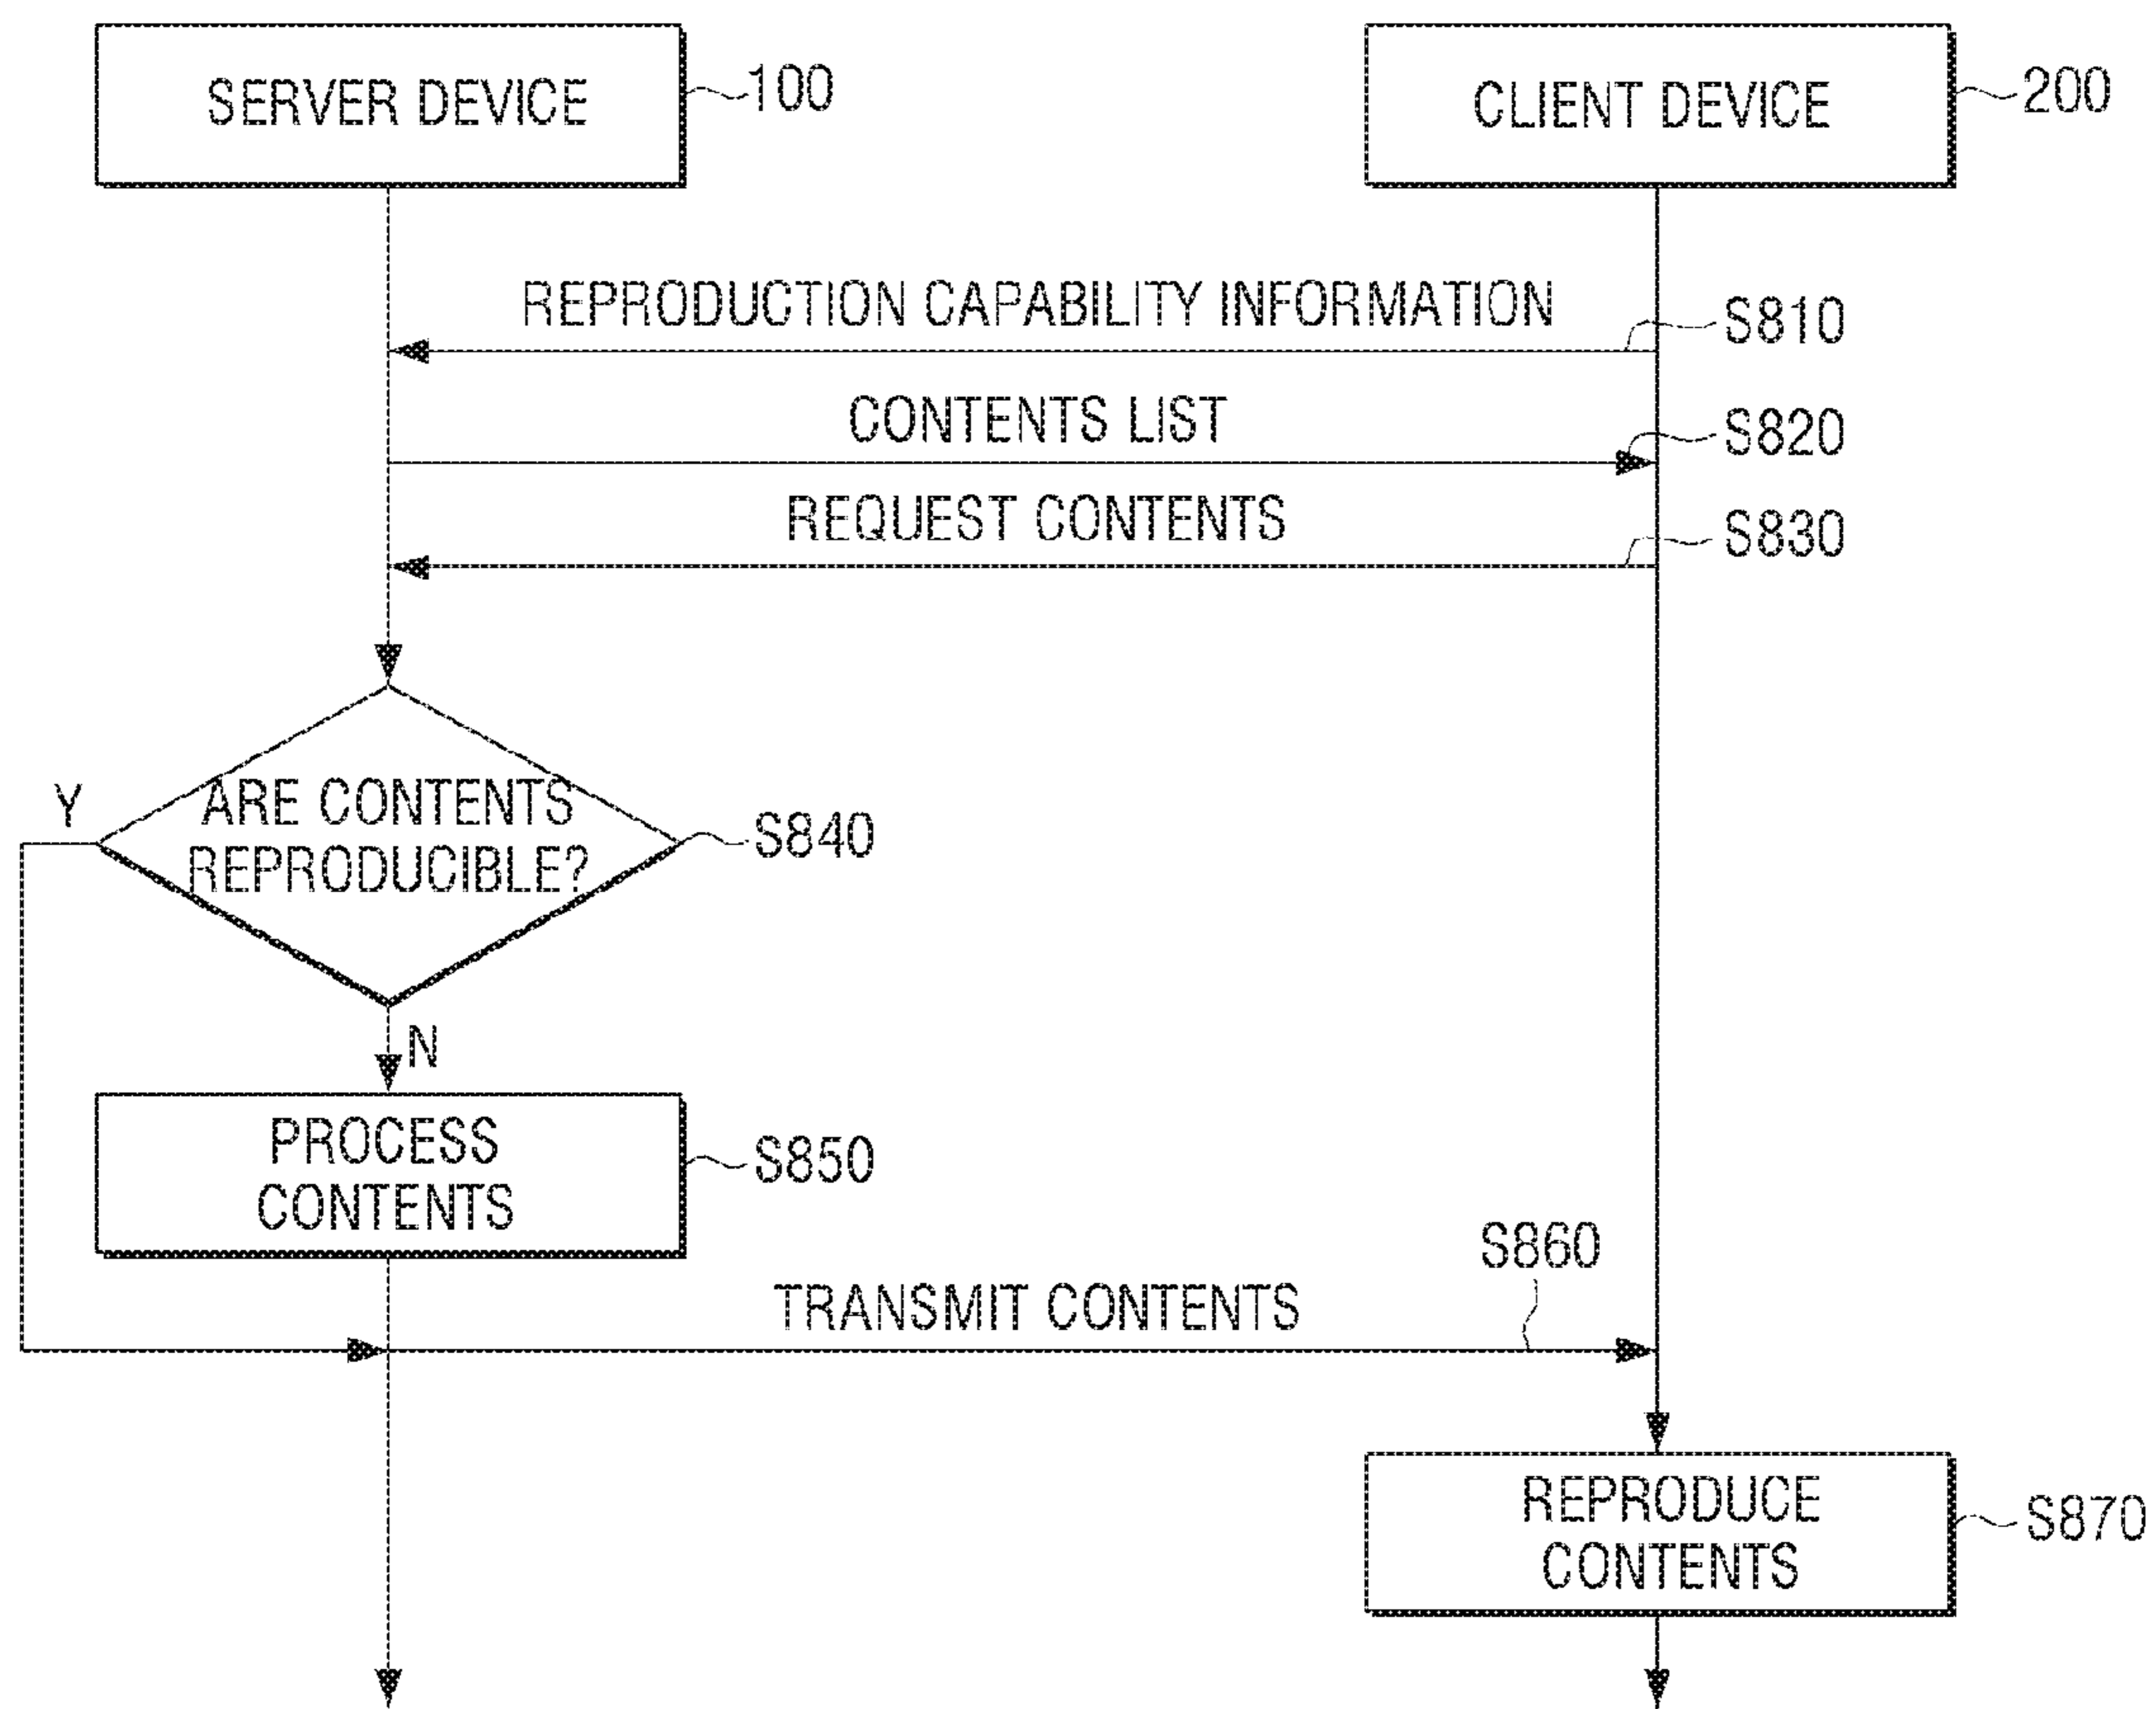 SERVER DEVICE
100
CLIENT DEVICE
200
REPRODUCTION CAPABILITY INFORMATION
S810
CONTENTS LIST
S820
REQUEST CONTENTS
S830
Y
ARE CONTENTS
REPRODUCIBLE?
S840
N
PROCESS
CONTENTS
S850
S860
TRANSMIT CONTENTS
REPRODUCE
CONTENTS
S870